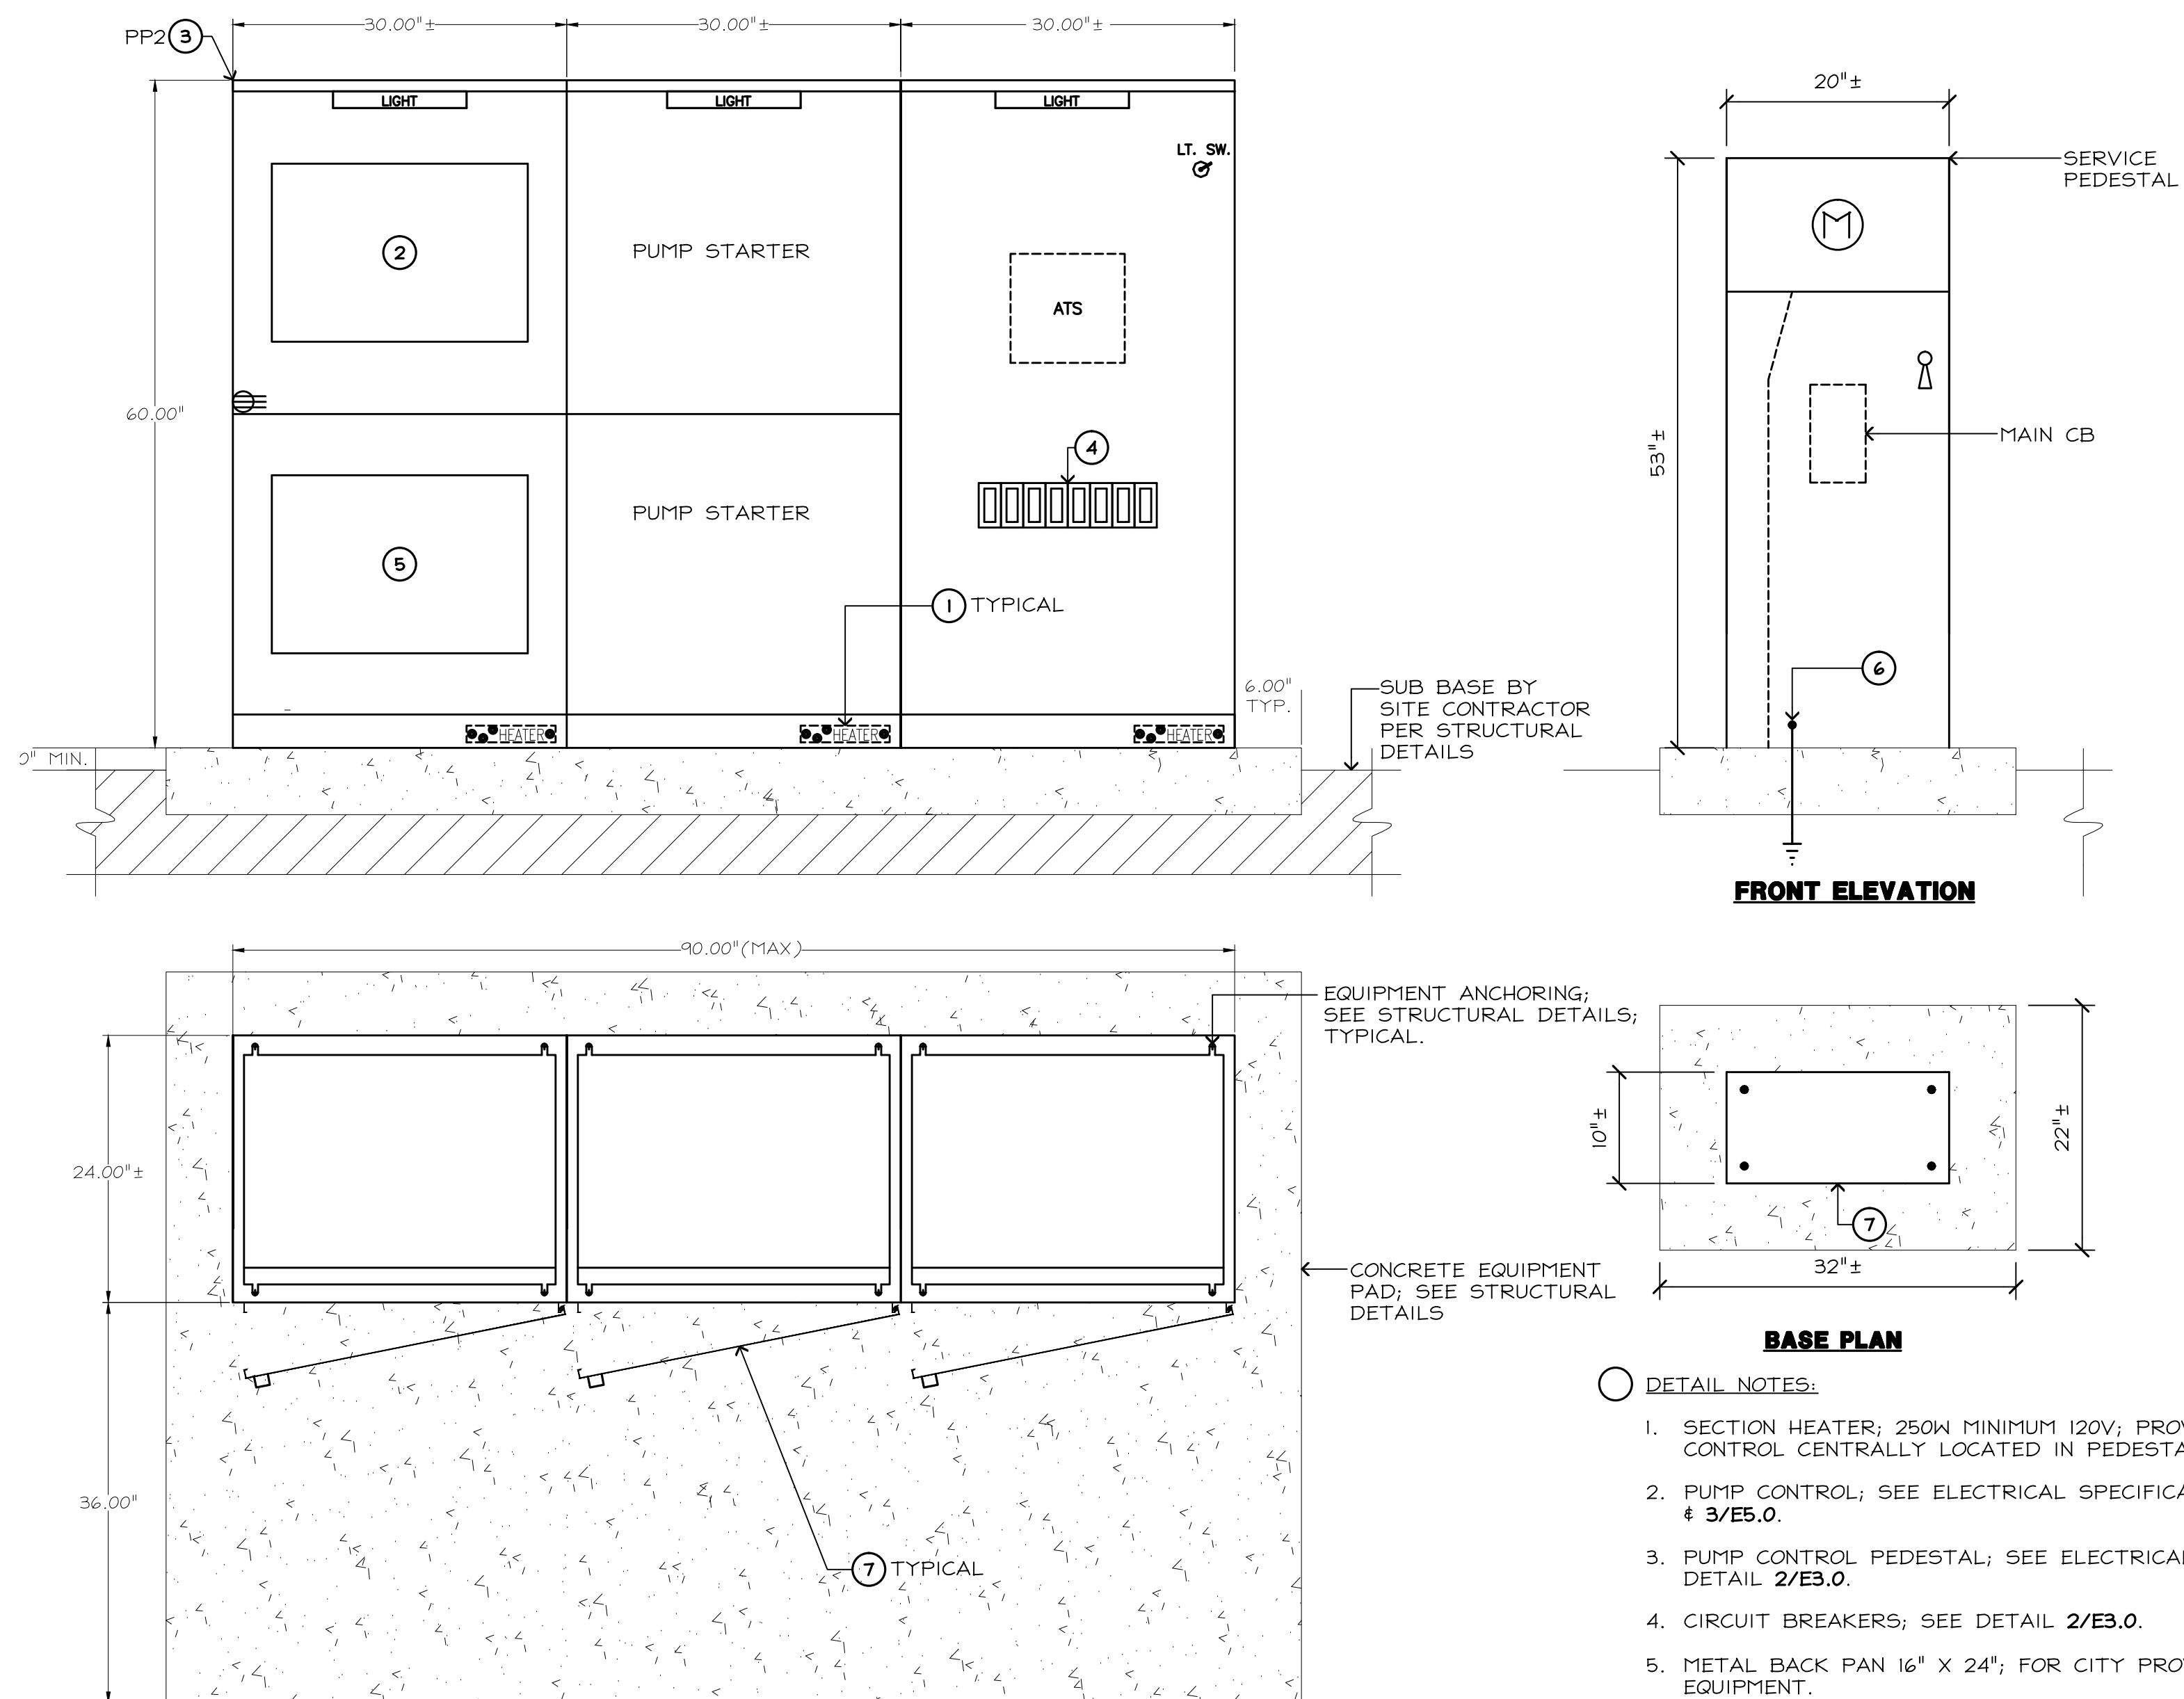 30.00"±
30.00"±
30.00"±
PP2
3
LIGHT
LIGHT
LIGHT
LT. SW.
2
PUMP STARTER
ATS
60.00"
4
PUMP STARTER
5
1 TYPICAL
6.00"
TYP.
SUB BASE BY
SITE CONTRACTOR
PER STRUCTURAL
DETAILS
HEATER
HEATER
HEATER
" MIN.
20"±
SERVICE
PEDESTAL
M
53"±
MAIN CB
6
FRONT ELEVATION
90.00"(MAX)
EQUIPMENT ANCHORING;
SEE STRUCTURAL DETAILS;
TYPICAL.
24.00"±
CONCRETE EQUIPMENT
PAD; SEE STRUCTURAL
DETAILS
36.00"
7 TYPICAL
10"±
22"±
7
32"±
BASE PLAN
DETAIL NOTES:
1. SECTION HEATER; 250W MINIMUM 120V;
CONTROL CENTRALLY LOCATED IN
2. PUMP CONTROL; SEE ELECTRICAL
& 3/E5.0.
3. PUMP CONTROL PEDESTAL; SEE
DETAIL 2/E3.0.
4. CIRCUIT BREAKERS; SEE DETAIL 2/E3.0.
5. METAL BACK PAN 16" X 24"; FOR CITY
EQUIPMENT.